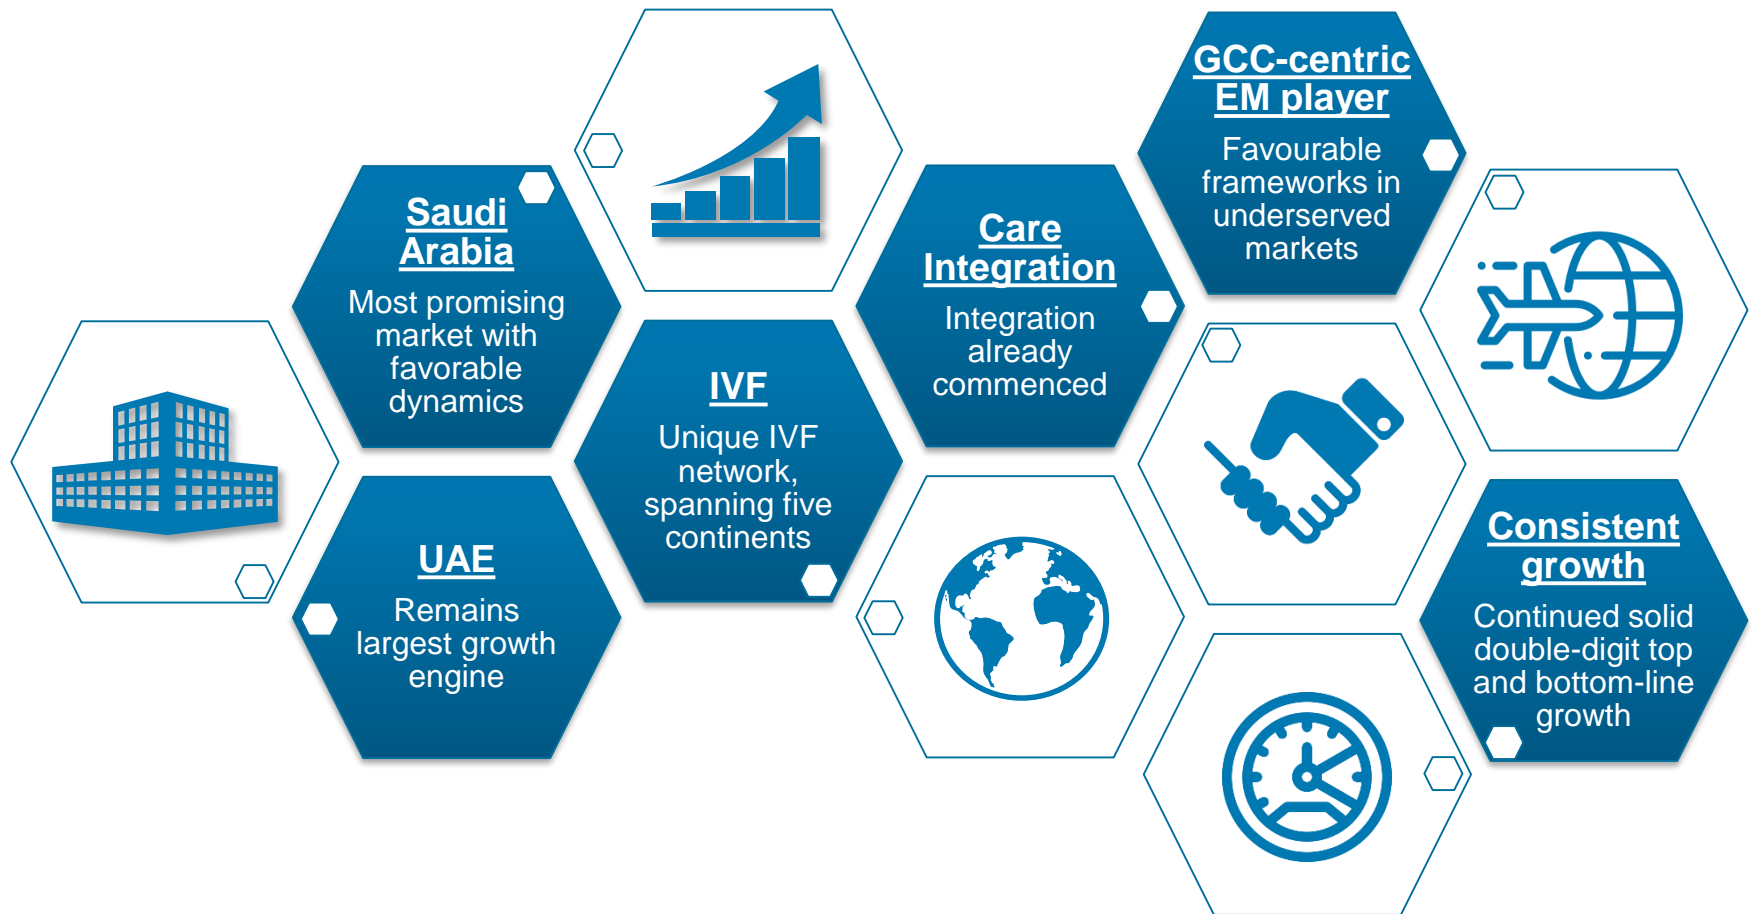 Saudi
Arabia
Most promising
market with
favorable
dynamics
UAE
Remains
largest growth
engine
IVF
Unique IVF
network,
spanning five
continents
Care
Integration
Integration
already
commenced
GCC-centric
EM player
Favourable
frameworks in
underserved
markets
Consistent
growth
Continued solid
double-digit top
and bottom-line
growth